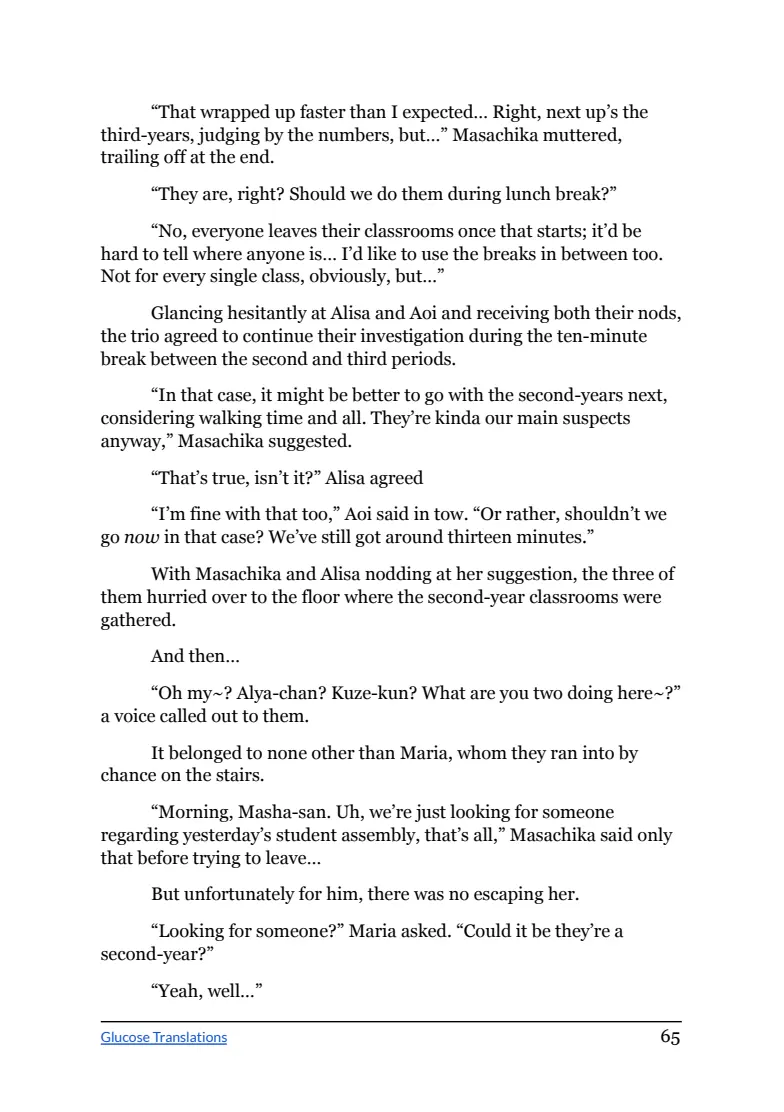 “That wrapped up faster than I expected… Right, next up’s the
third-years, judging by the numbers, but…” Masachika muttered,
trailing off at the end.
“They are, right? Should we do them during lunch break?”
“No, everyone leaves their classrooms once that starts; it’d be
hard to tell where anyone is… I’d like to use the breaks in between too.
Not for every single class, obviously, but…”
Glancing hesitantly at Alisa and Aoi and receiving both their nods,
the trio agreed to continue their investigation during the ten-minute
break between the second and third periods.
“In that case, it might be better to go with the second-years next,
considering walking time and all. They’re kinda our main suspects
anyway,” Masachika suggested.
“That’s true, isn’t it?” Alisa agreed
“I’m fine with that too,” Aoi said in tow. “Or rather, shouldn’t we
go now in that case? We’ve still got around thirteen minutes.”
With Masachika and Alisa nodding at her suggestion, the three of
them hurried over to the floor where the second-year classrooms were
gathered.
And then…
“Oh my~? Alya-chan? Kuze-kun? What are you two doing here~?”
a voice called out to them.
It belonged to none other than Maria, whom they ran into by
chance on the stairs.
“Morning, Masha-san. Uh, we’re just looking for someone
regarding yesterday’s student assembly, that’s all,” Masachika said only
that before trying to leave…
But unfortunately for him, there was no escaping her.
“Looking for someone?” Maria asked. “Could it be they’re a
second-year?”
“Yeah, well…”
Glucose Translations 65